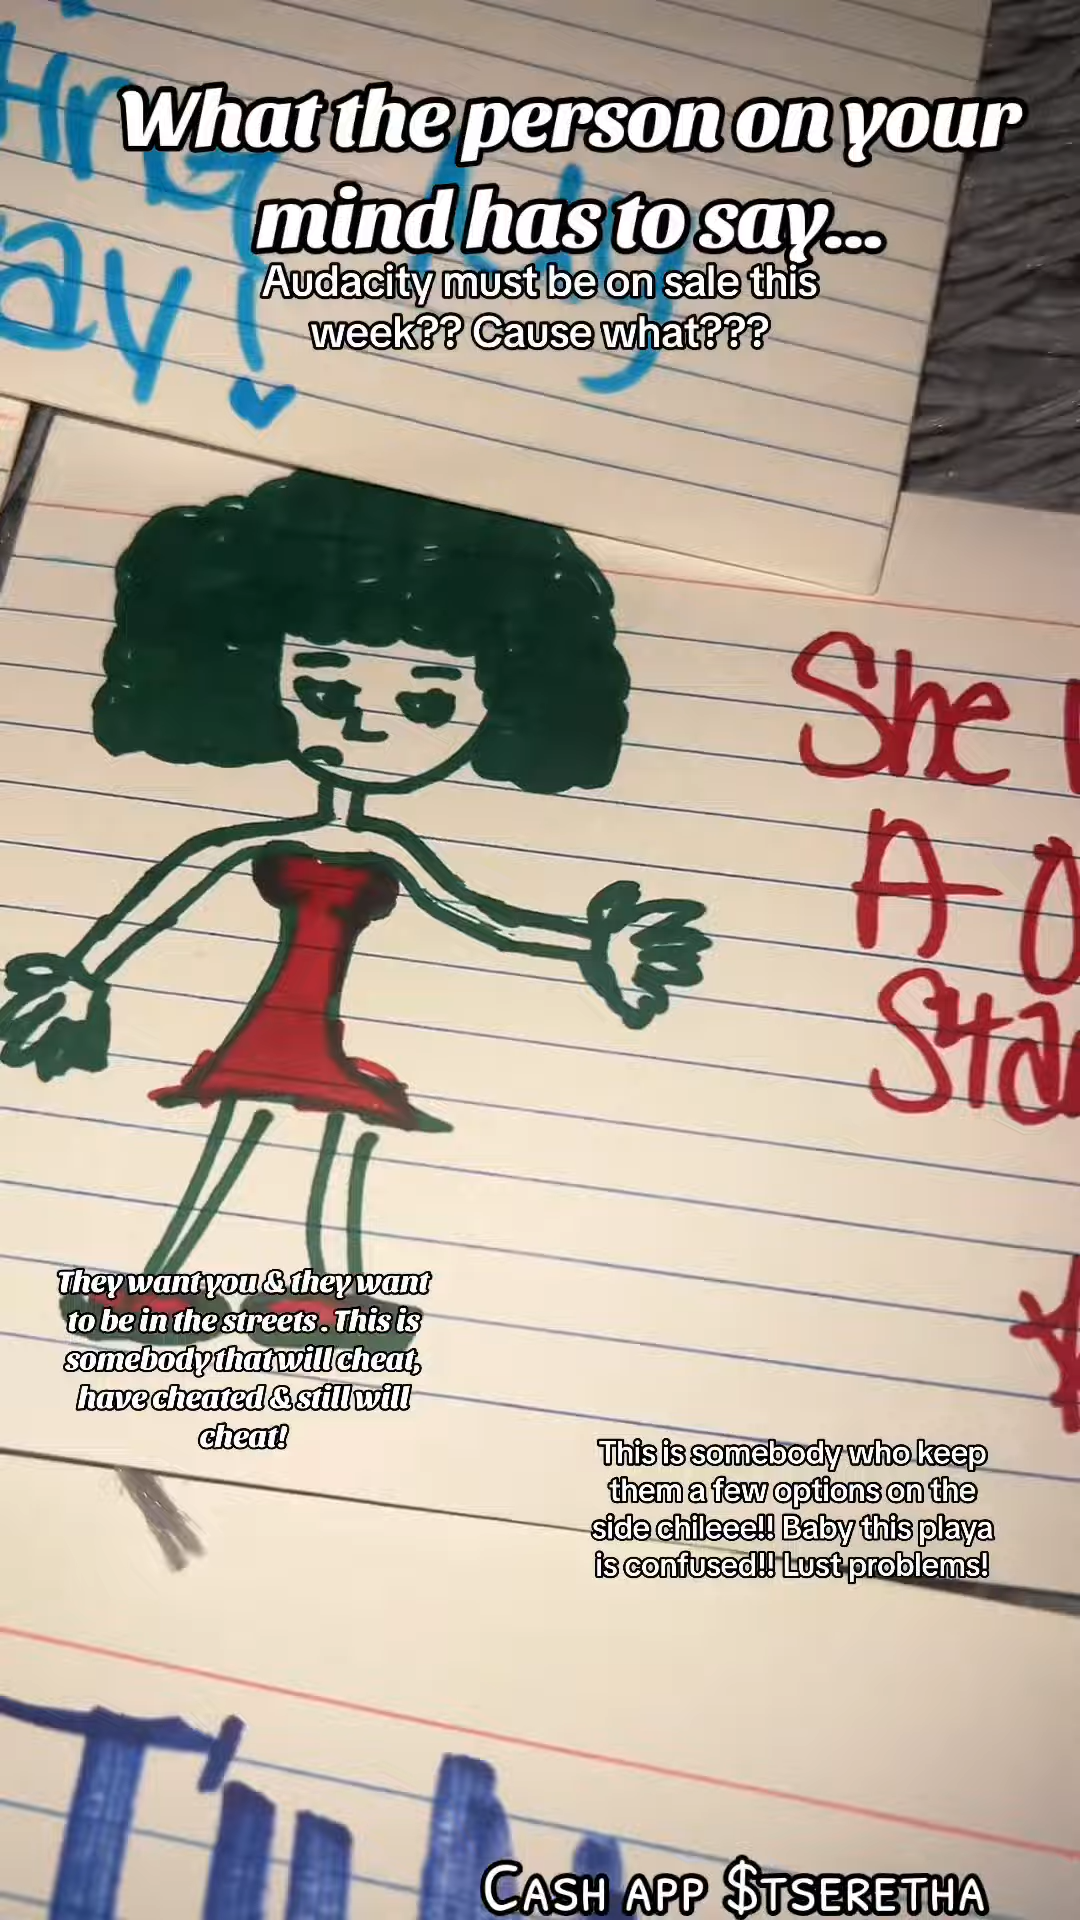 What the person on your
mind has to say...
Audacity must be on sale this
week?? Cause what???
She
A
They want you & they want
to be in the streets. This is
somebody that will cheat,
have cheated & still will
cheat!
This is somebody who keep
them a few options on the
side chileee!! Baby this playa
is confused!! Lust problems!
Cash app $tseretha